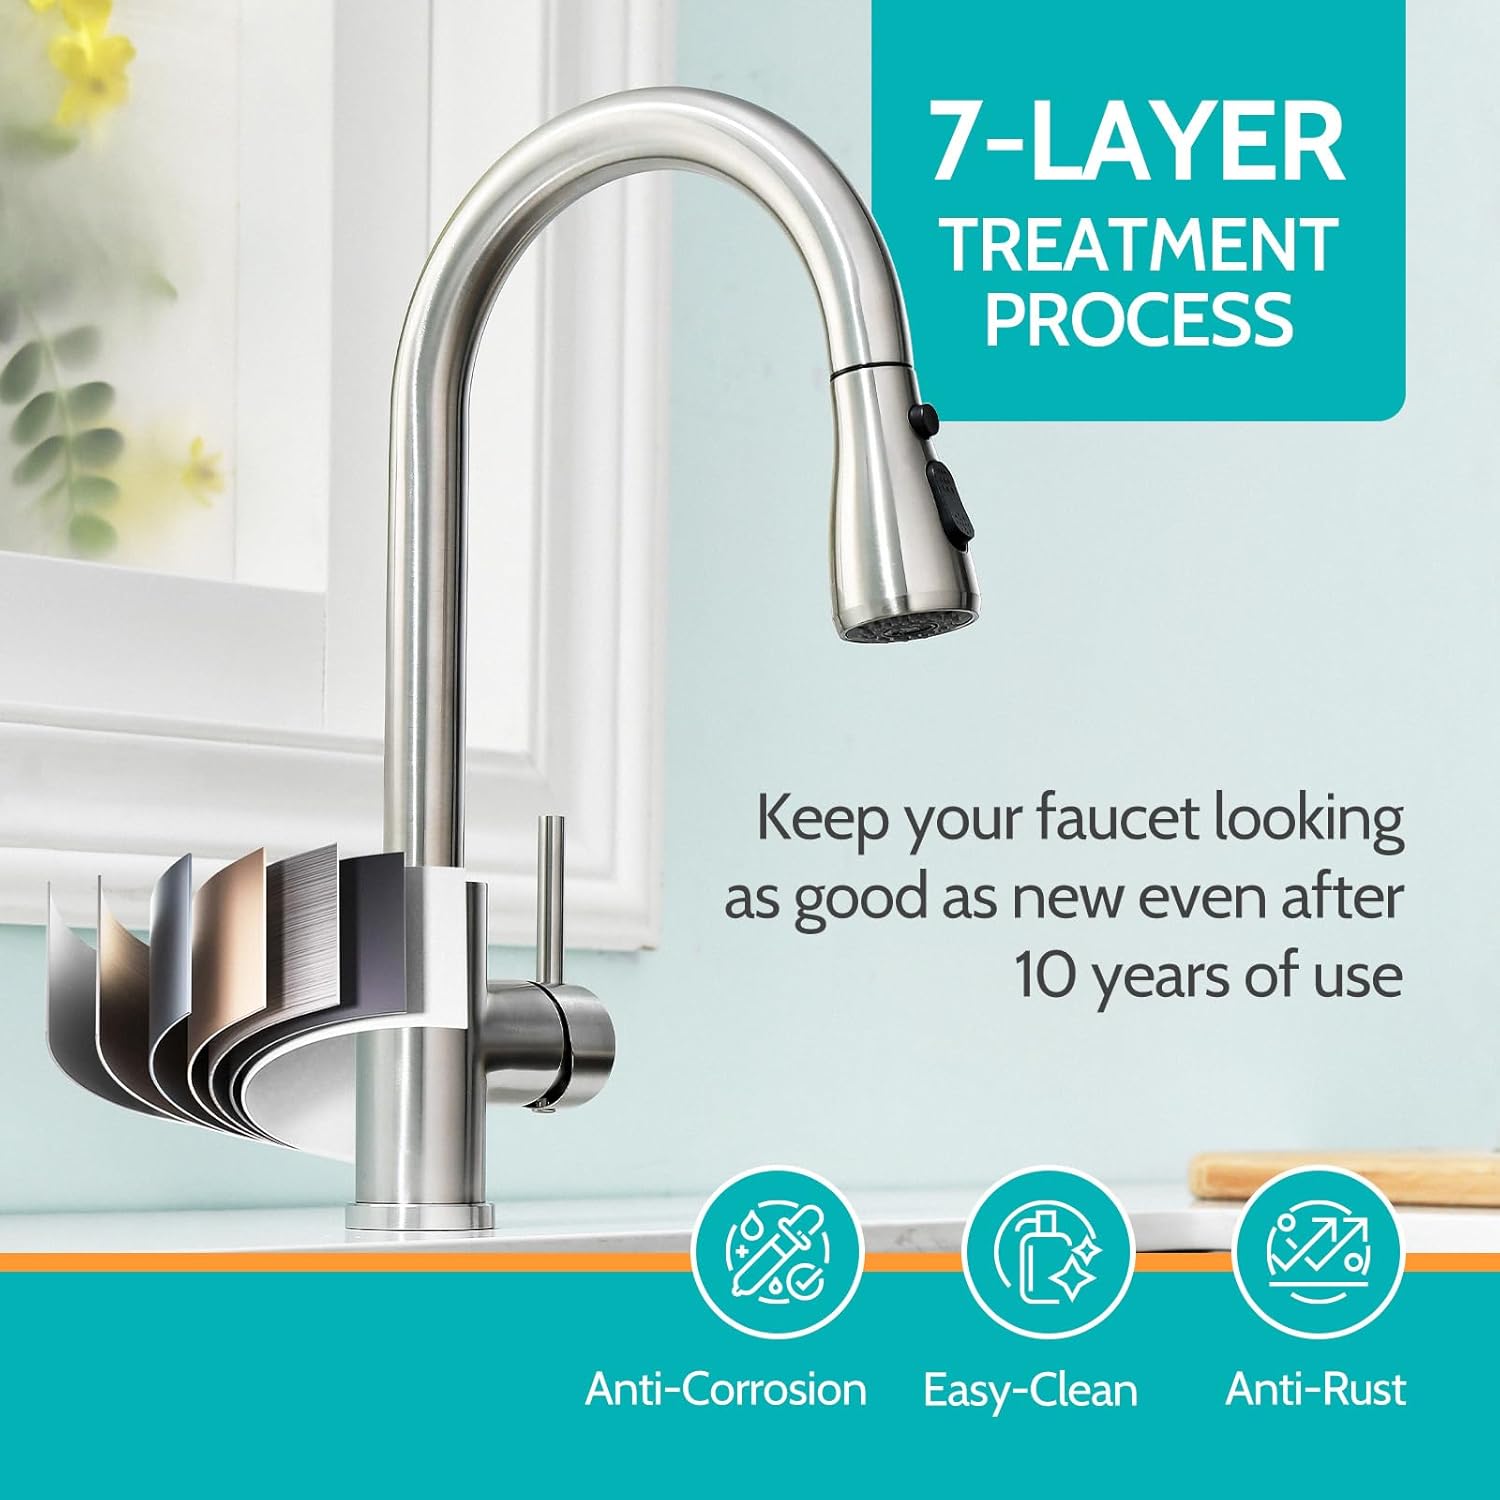 7-LAYER
TREATMENT
PROCESS
Keep your faucet looking
as good as new even after
10 years of use
Anti-Corrosion
Easy-Clean
Anti-Rust